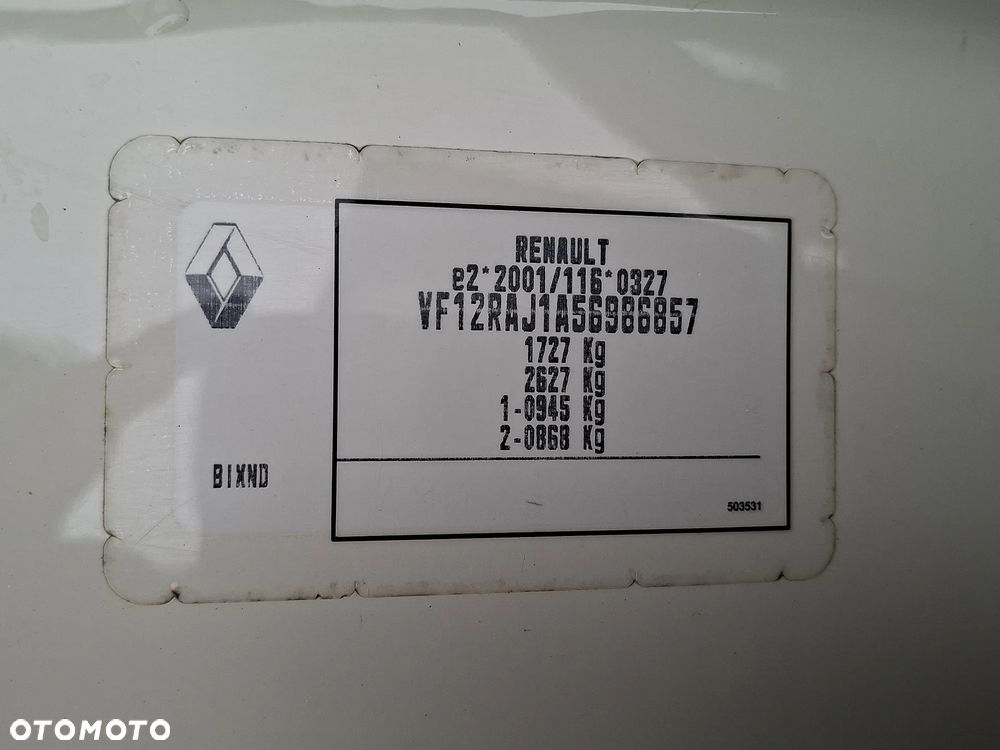 RENAULT
e2*2001/116*0327
VF12RAJ1A56986857
1727 Kg
2627 Kg
1-0945 Kg
2-0868 Kg
BIXND
503531
OTOMOTO